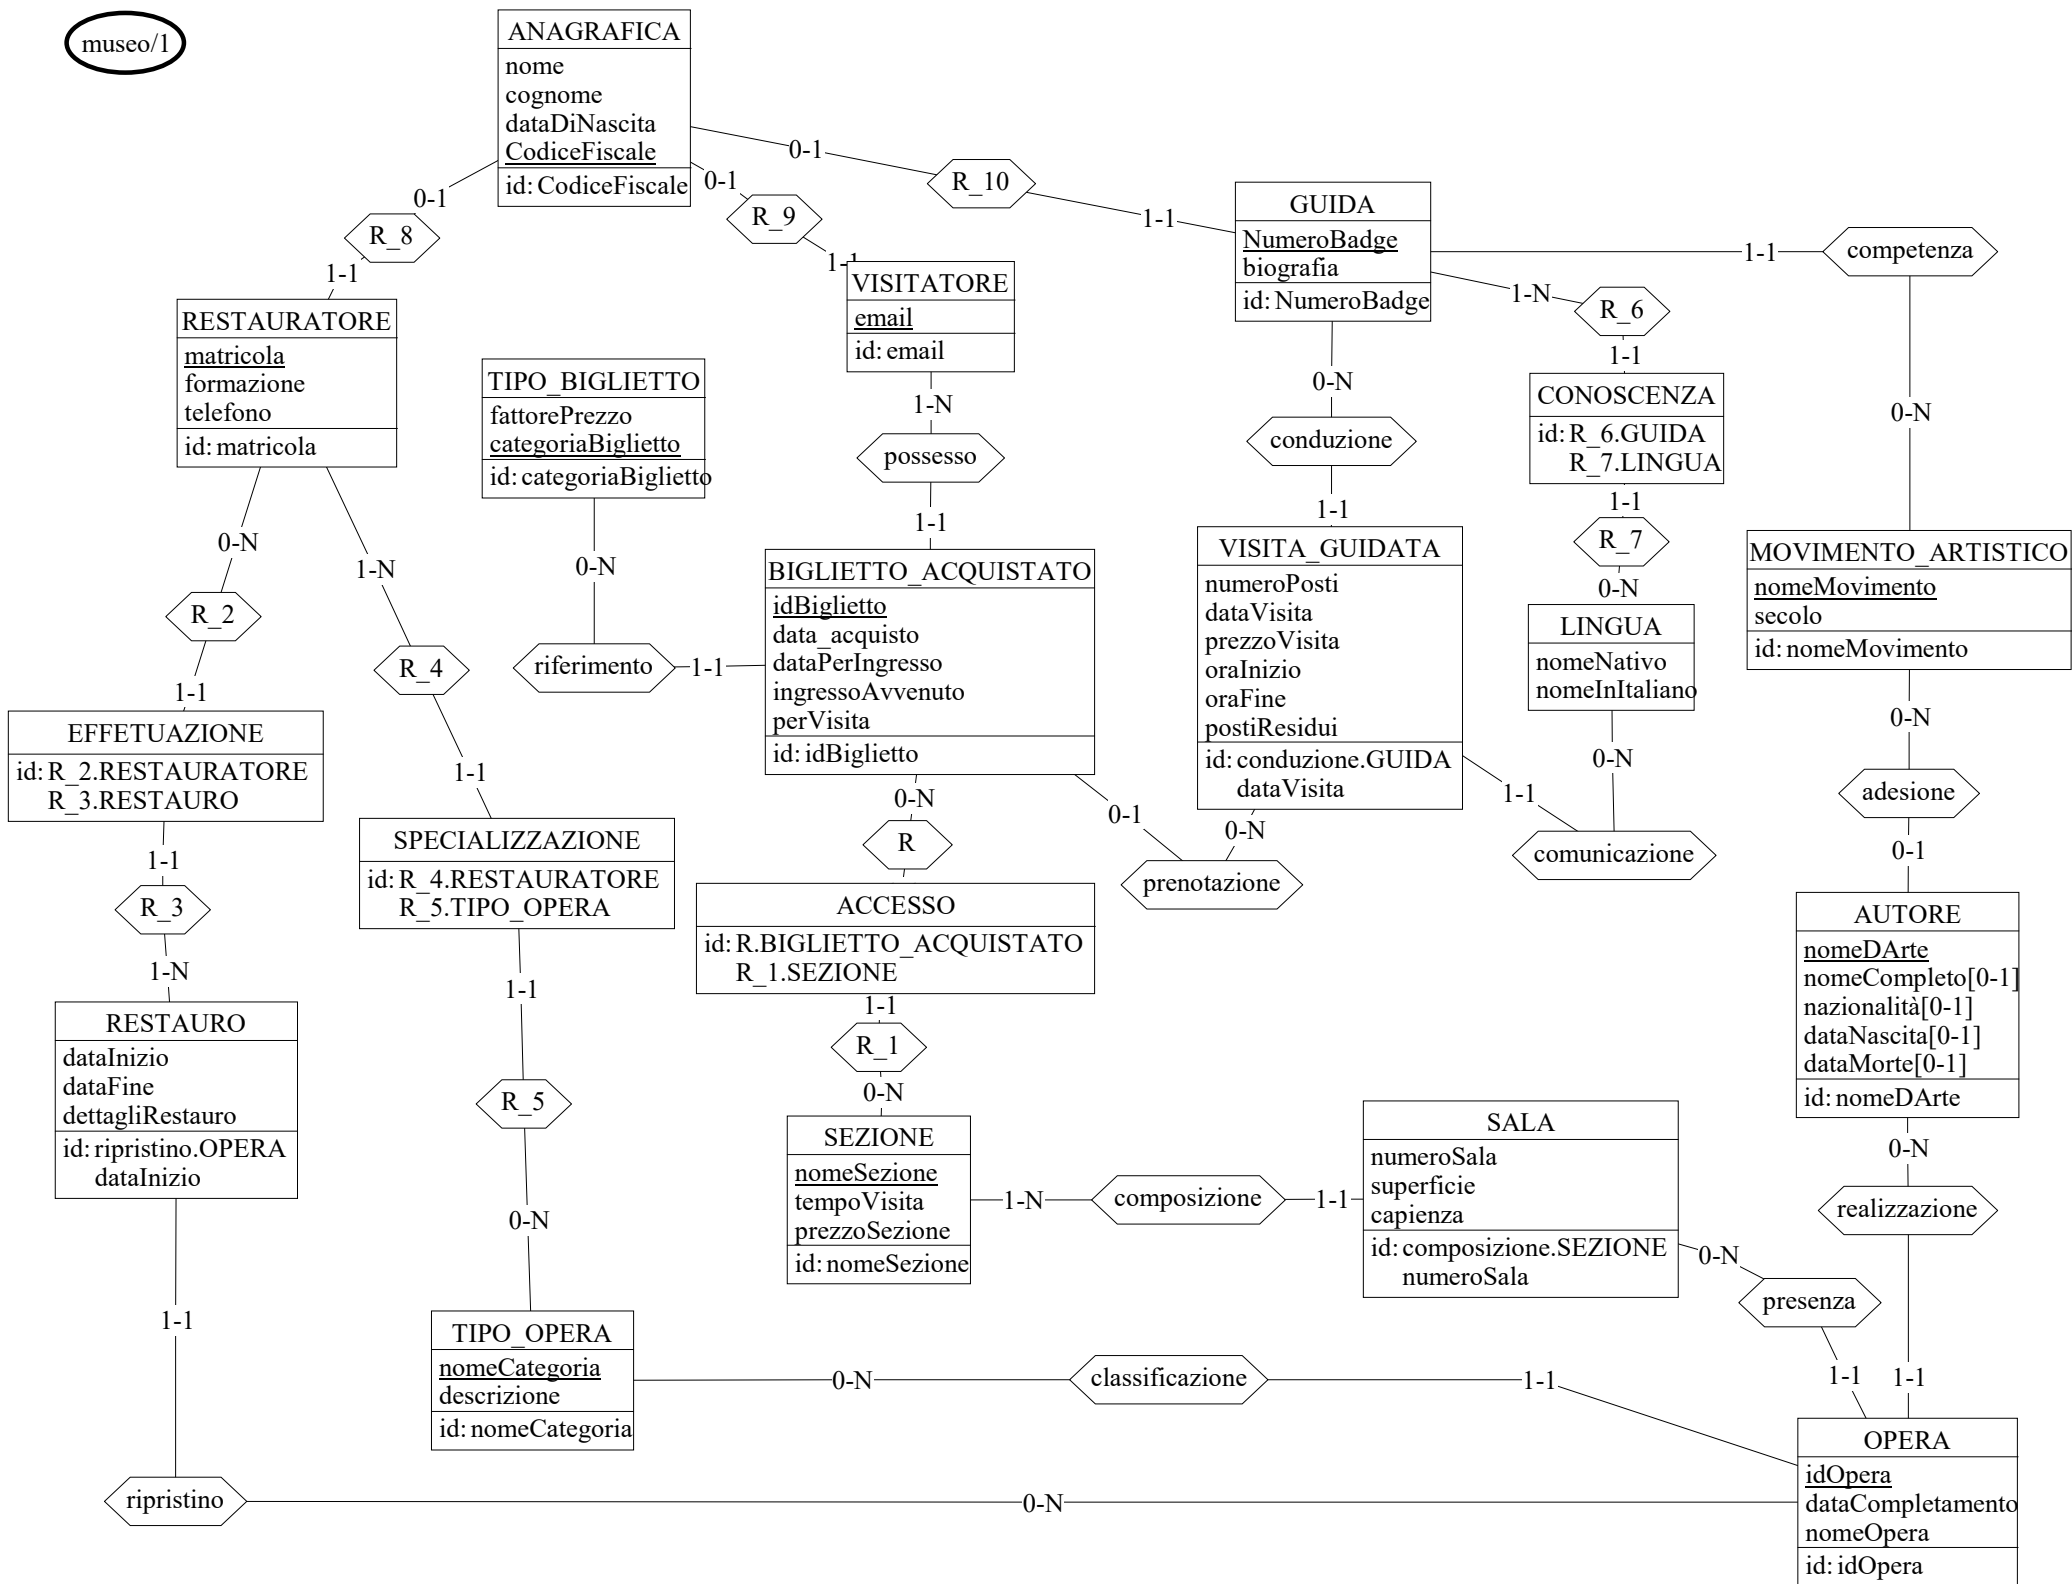 museo/1
ANAGRAFICA
nome
cognome
dataDiNascita
CodiceFiscale
id: CodiceFiscale
0-1
R_10
1-1
0-1
R_8
1-1
0-1
R_9
1-1
GUIDA
NumeroBadge
biografia
id: NumeroBadge
1-1
competenza
0-N
1-N
R_6
1-1
VISITATORE
email
id: email
RESTAURATORE
matricola
formazione
telefono
id: matricola
TIPO_BIGLIETTO
fattorePrezzo
categoriaBiglietto
id: categoriaBiglietto
1-N
possesso
1-1
0-N
conduzione
1-1
CONOSCENZA
id: R_6.GUIDA
R_7.LINGUA
1-1
R_7
0-N
0-N
R_2
1-1
1-N
R_4
1-1
0-N
riferimento
1-1
BIGLIETTO_ACQUISTATO
idBiglietto
data_acquisto
dataPerIngresso
ingressoAvvenuto
perVisita
id: idBiglietto
VISITA_GUIDATA
numeroPosti
dataVisita
prezzoVisita
oraInizio
oraFine
postiResidui
id: conduzione.GUIDA
dataVisita
LINGUA
nomeNativo
nomeInItaliano
MOVIMENTO_ARTISTICO
nomeMovimento
secolo
id: nomeMovimento
0-N
adesione
0-1
0-N
1-1
comunicazione
EFFETUAZIONE
id: R_2.RESTAURATORE
R_3.RESTAURO
1-1
R_3
1-N
SPECIALIZZAZIONE
id: R_4.RESTAURATORE
R_5.TIPO_OPERA
1-1
R_5
0-N
0-N
R
0-1
0-N
prenotazione
ACCESSO
id: R.BIGLIETTO_ACQUISTATO
R_1.SEZIONE
1-1
R_1
0-N
AUTORE
nomeDArte
nomeCompleto[0-1]
nazionalità[0-1]
dataNascita[0-1]
dataMorte[0-1]
id: nomeDArte
0-N
realizzazione
1-1
RESTAURO
dataInizio
dataFine
dettagliRestauro
id: ripristino.OPERA
dataInizio
1-1
SEZIONE
nomeSezione
tempoVisita
prezzoSezione
id: nomeSezione
1-N
composizione
1-1
SALA
numeroSala
superficie
capienza
id: composizione.SEZIONE
numeroSala
0-N
presenza
1-1
TIPO_OPERA
nomeCategoria
descrizione
id: nomeCategoria
0-N
classificazione
1-1
ripristino
0-N
OPERA
idOpera
dataCompletamento
nomeOpera
id: idOpera